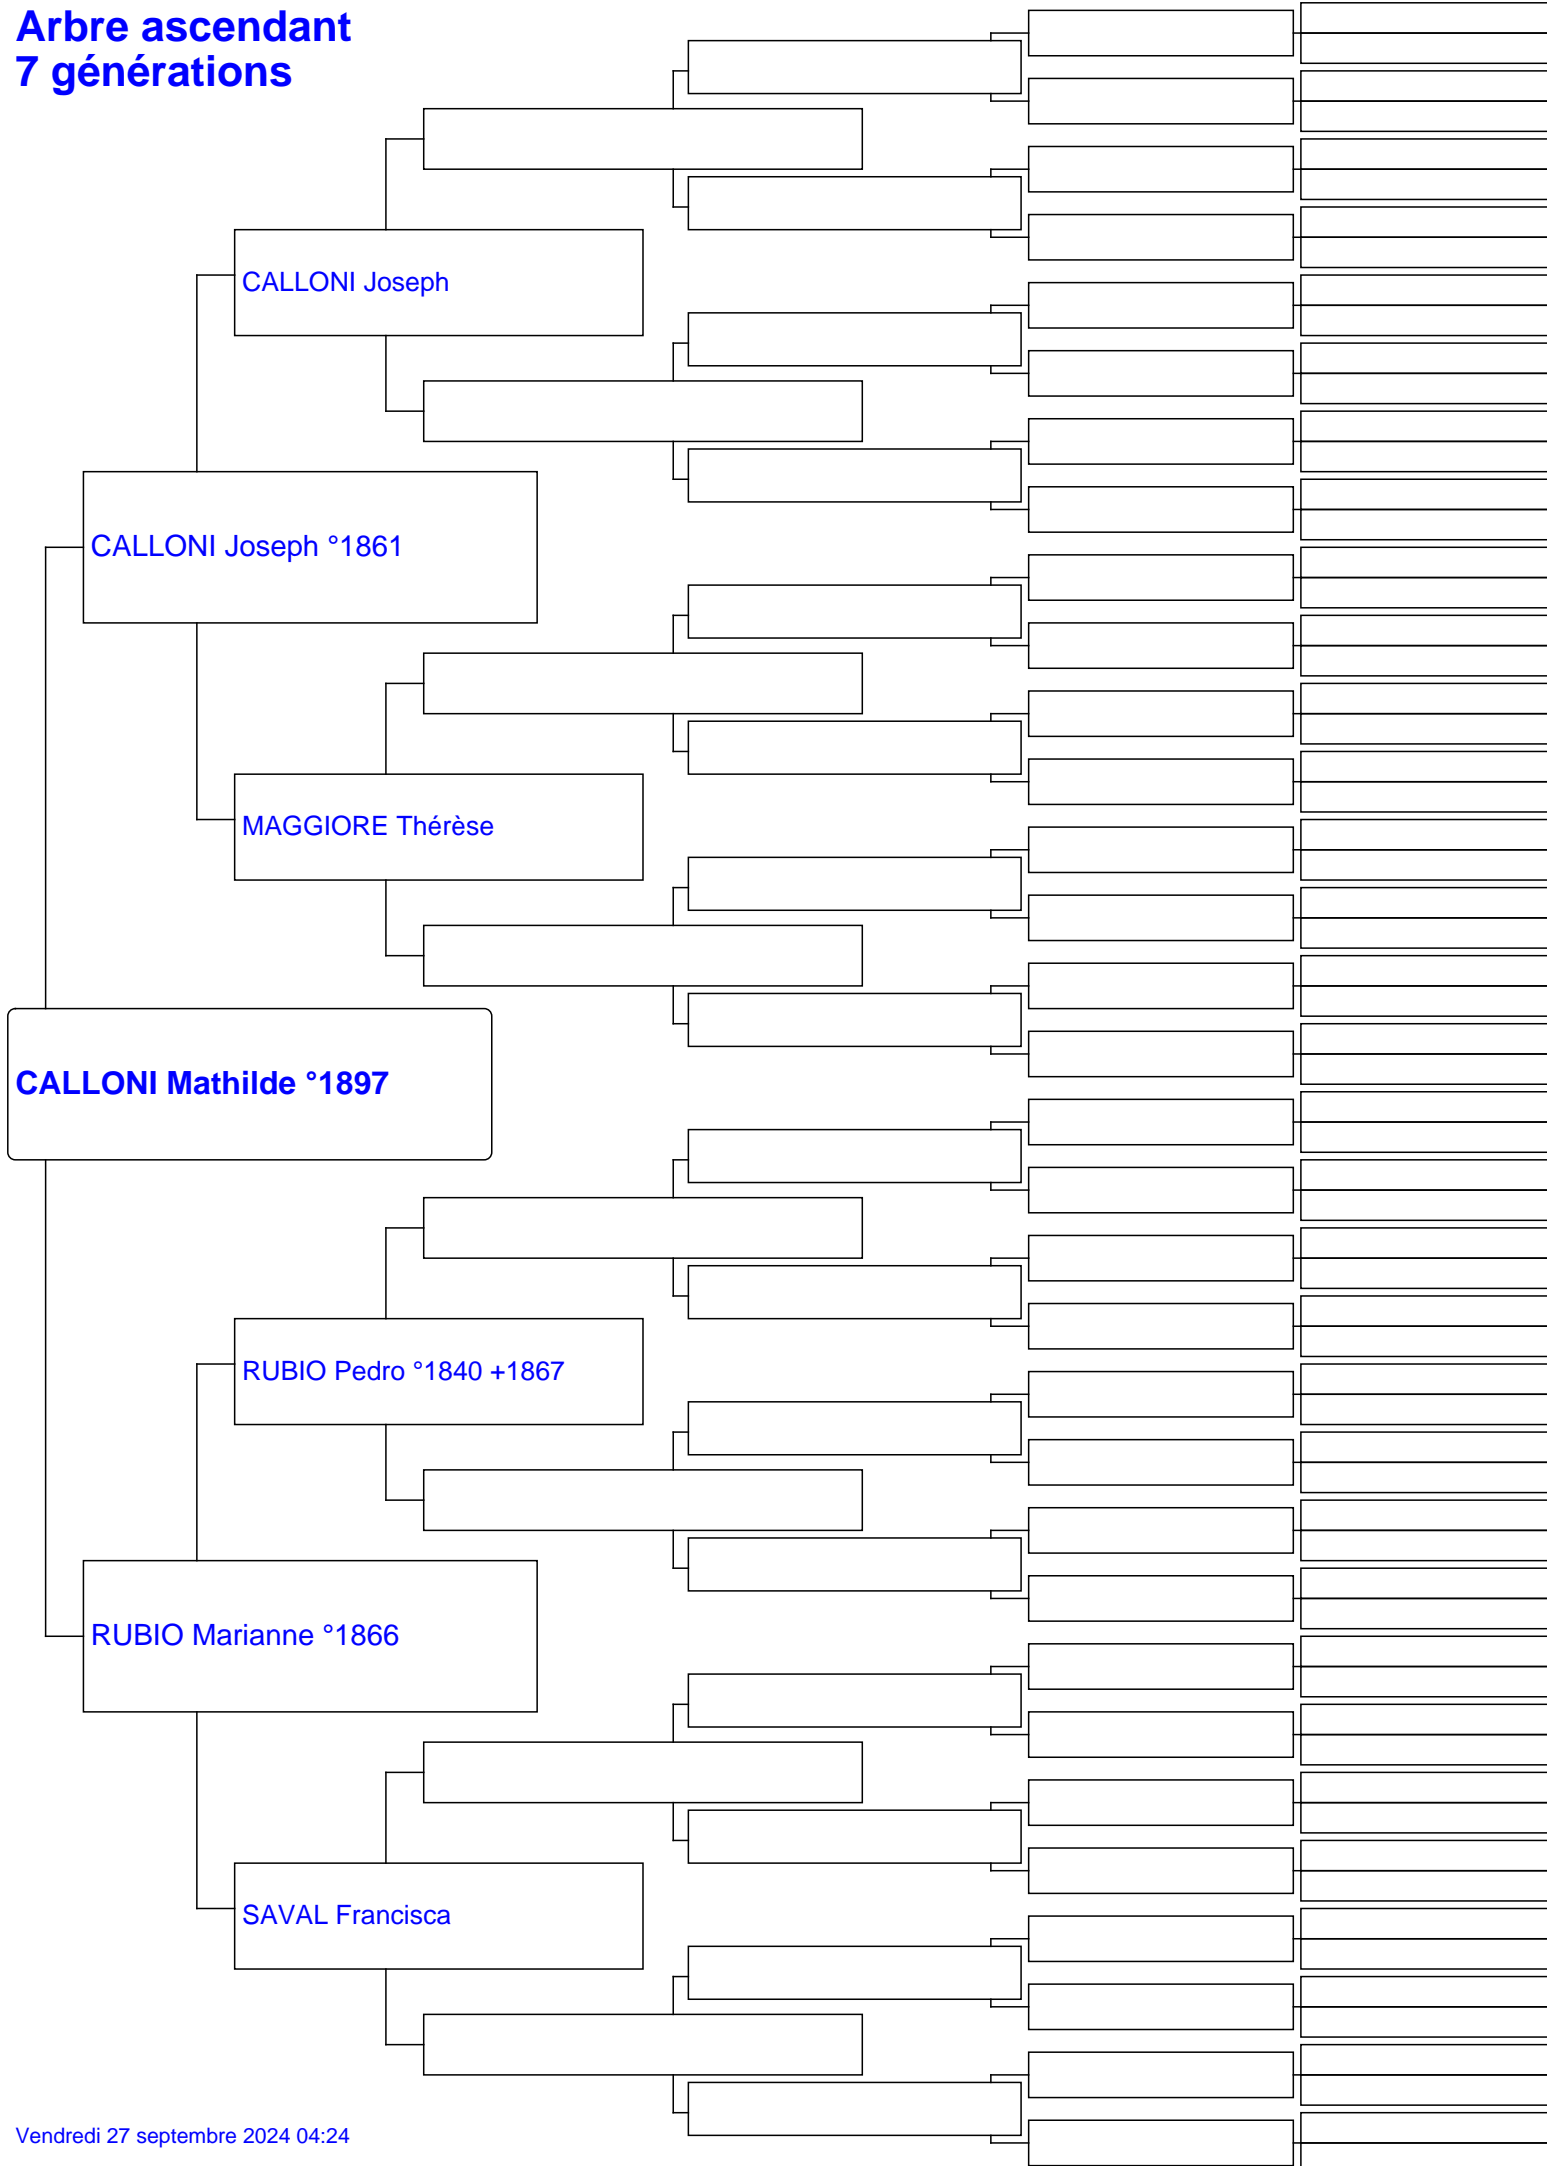 Arbre ascendant
7 générations
CALLONI Joseph
CALLONI Joseph °1861
MAGGIORE Thérèse
CALLONI Mathilde °1897
RUBIO Pedro °1840 +1867
RUBIO Marianne °1866
SAVAL Francisca
Vendredi 27 septembre 2024 04:24